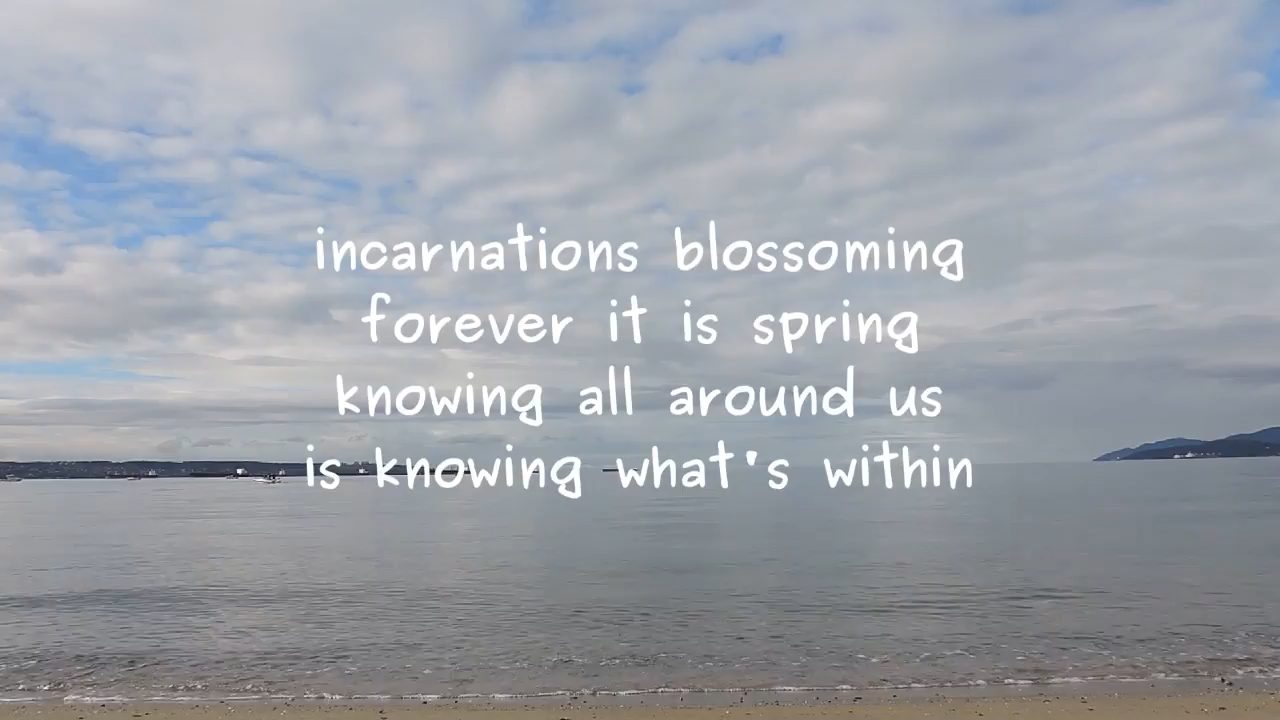 incarnations blossoming
forever it is spring
knowing all around us
is knowing what's within